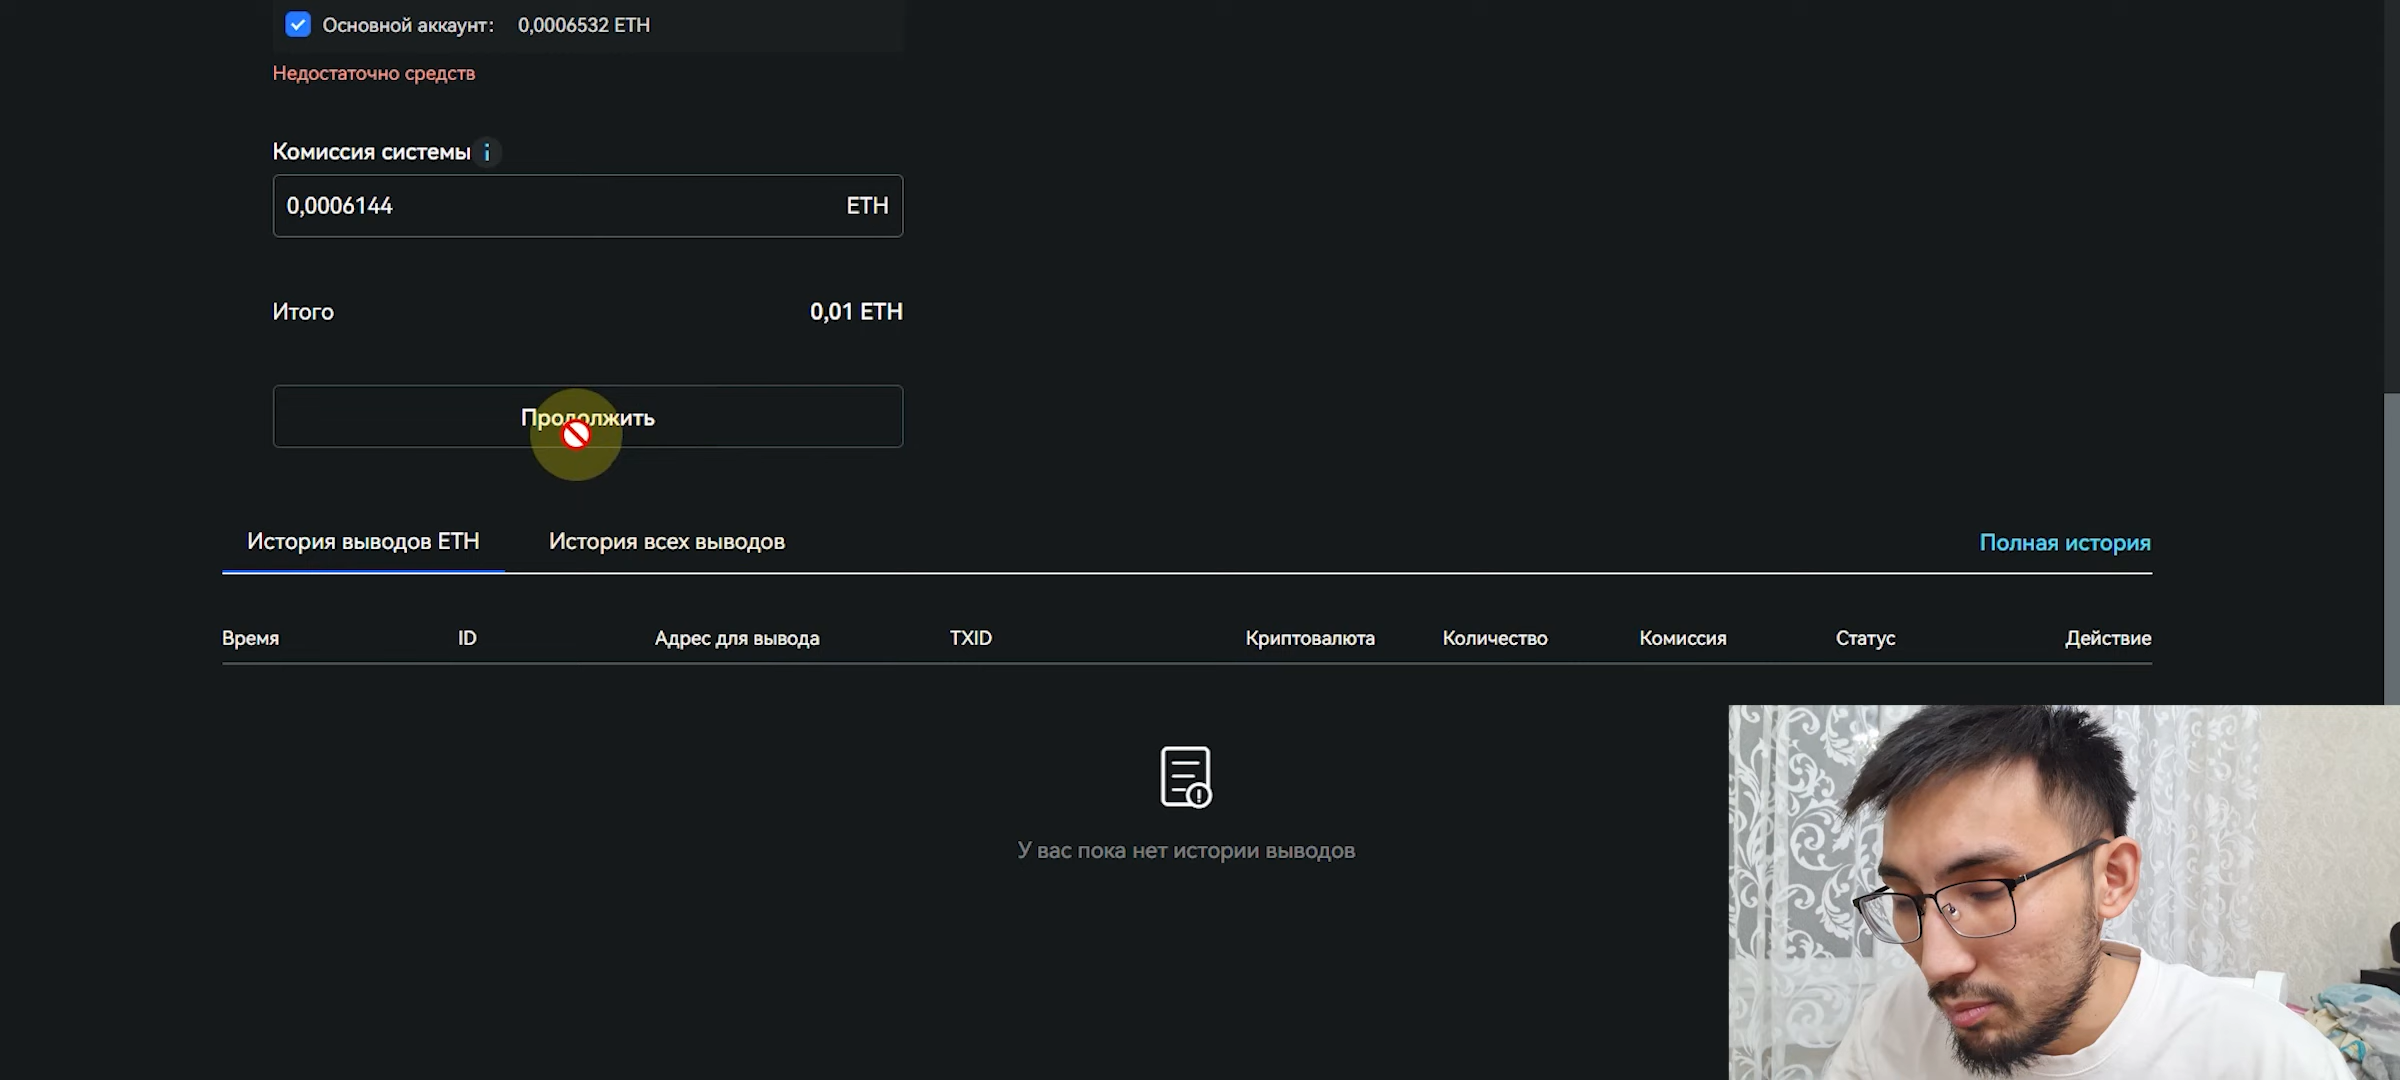 Основной аккаунт: 0,0006532 ETH
Недостаточно средств
Комиссия системы i
0,0006144 ETH
Итого 0,01 ETH
Продолжить
История выводов ETH История всех выводов Полная история
Время ID Адрес для вывода TXID Криптовалюта Количество Комиссия Статус Действие
У вас пока нет истории выводов